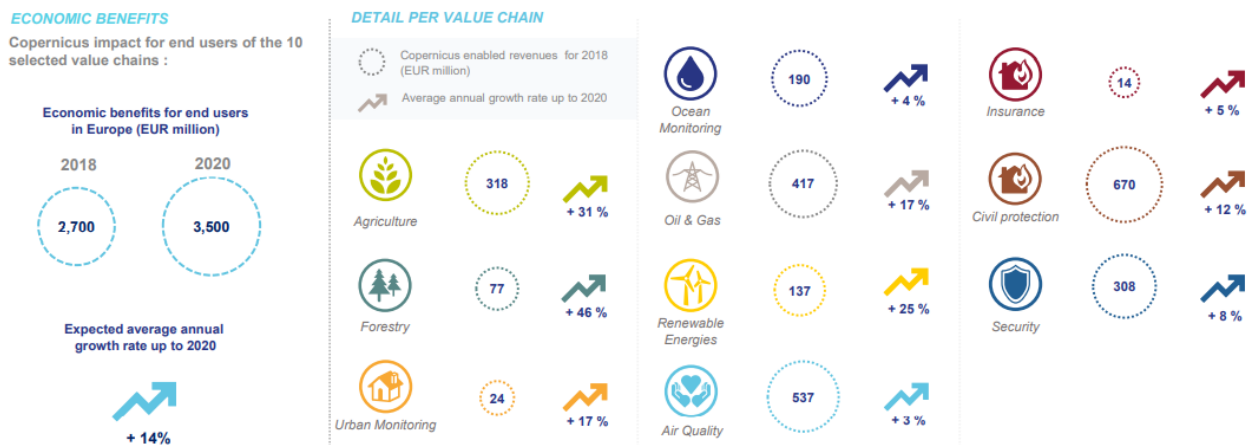 ECONOMIC BENEFITS
Copernicus impact for end users of the 10
selected value chains :
Economic benefits for end users
in Europe (EUR million)
2018
2020
2,700
3,500
Expected average annual
growth rate up to 2020
+ 14%
DETAIL PER VALUE CHAIN
Copernicus enabled revenues for 2018
(EUR million)
Average annual growth rate up to 2020
318
+ 31 %
Agriculture
77
+ 46 %
Forestry
24
+ 17 %
Urban Monitoring
190
+ 4 %
Ocean
Monitoring
417
+ 17 %
Oil & Gas
137
+ 25 %
Renewable
Energies
537
+ 3 %
Air Quality
14
+ 5 %
Insurance
670
+ 12 %
Civil protection
308
+ 8 %
Security